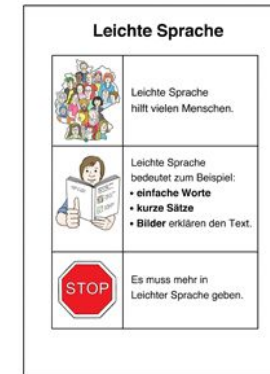 Leichte Sprache
Leichte Sprache
hilft vielen Menschen.
Leichte Sprache
bedeutet zum Beispiel:
• einfache Worte
• kurze Sätze
• Bilder erklären den Text.
STOP
Es muss mehr in
Leichter Sprache geben.